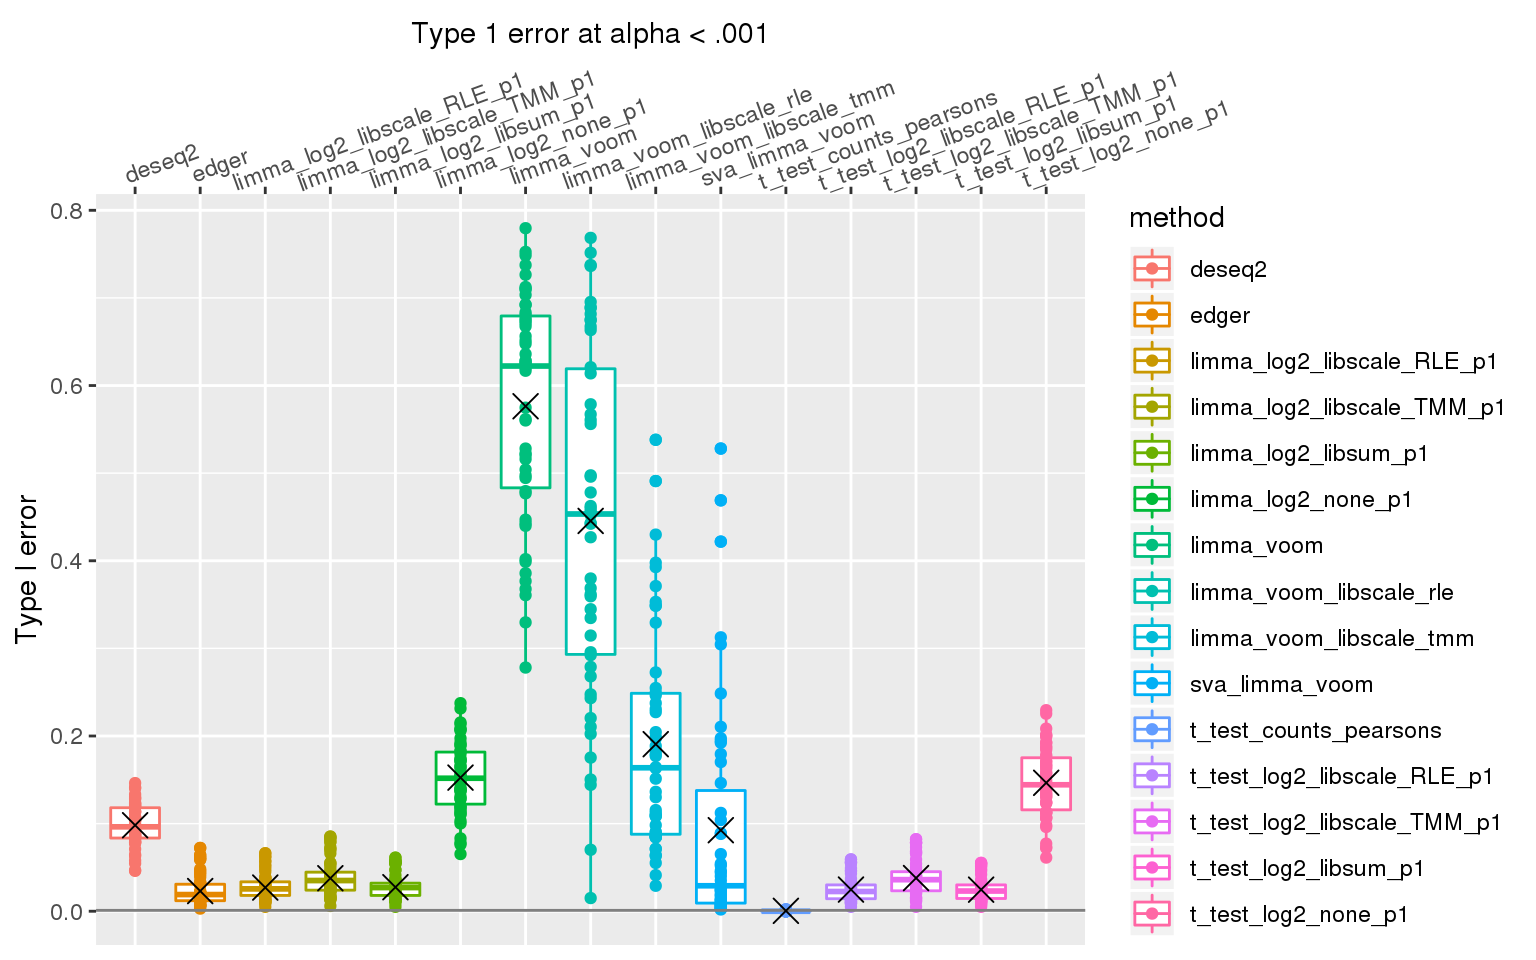 Type 1 error at alpha < .001
deseq2
edger
limma_log2_libscale_RLE_p1
limma_log2_libscale_TMM_p1
limma_log2_libsum_p1
limma_log2_none_p1
limma_voom
limma_voom_libscale_rle
limma_voom_libscale_tmm
sva_limma_voom
t_test_counts_pearsons
t_test_log2_libscale_RLE_p1
t_test_log2_libscale_TMM_p1
t_test_log2_libsum_p1
t_test_log2_none_p1
0.8
0.6
0.4
0.2
0.0
Type I error
method
deseq2
edger
limma_log2_libscale_RLE_p1
limma_log2_libscale_TMM_p1
limma_log2_libsum_p1
limma_log2_none_p1
limma_voom
limma_voom_libscale_rle
limma_voom_libscale_tmm
sva_limma_voom
t_test_counts_pearsons
t_test_log2_libscale_RLE_p1
t_test_log2_libscale_TMM_p1
t_test_log2_libsum_p1
t_test_log2_none_p1